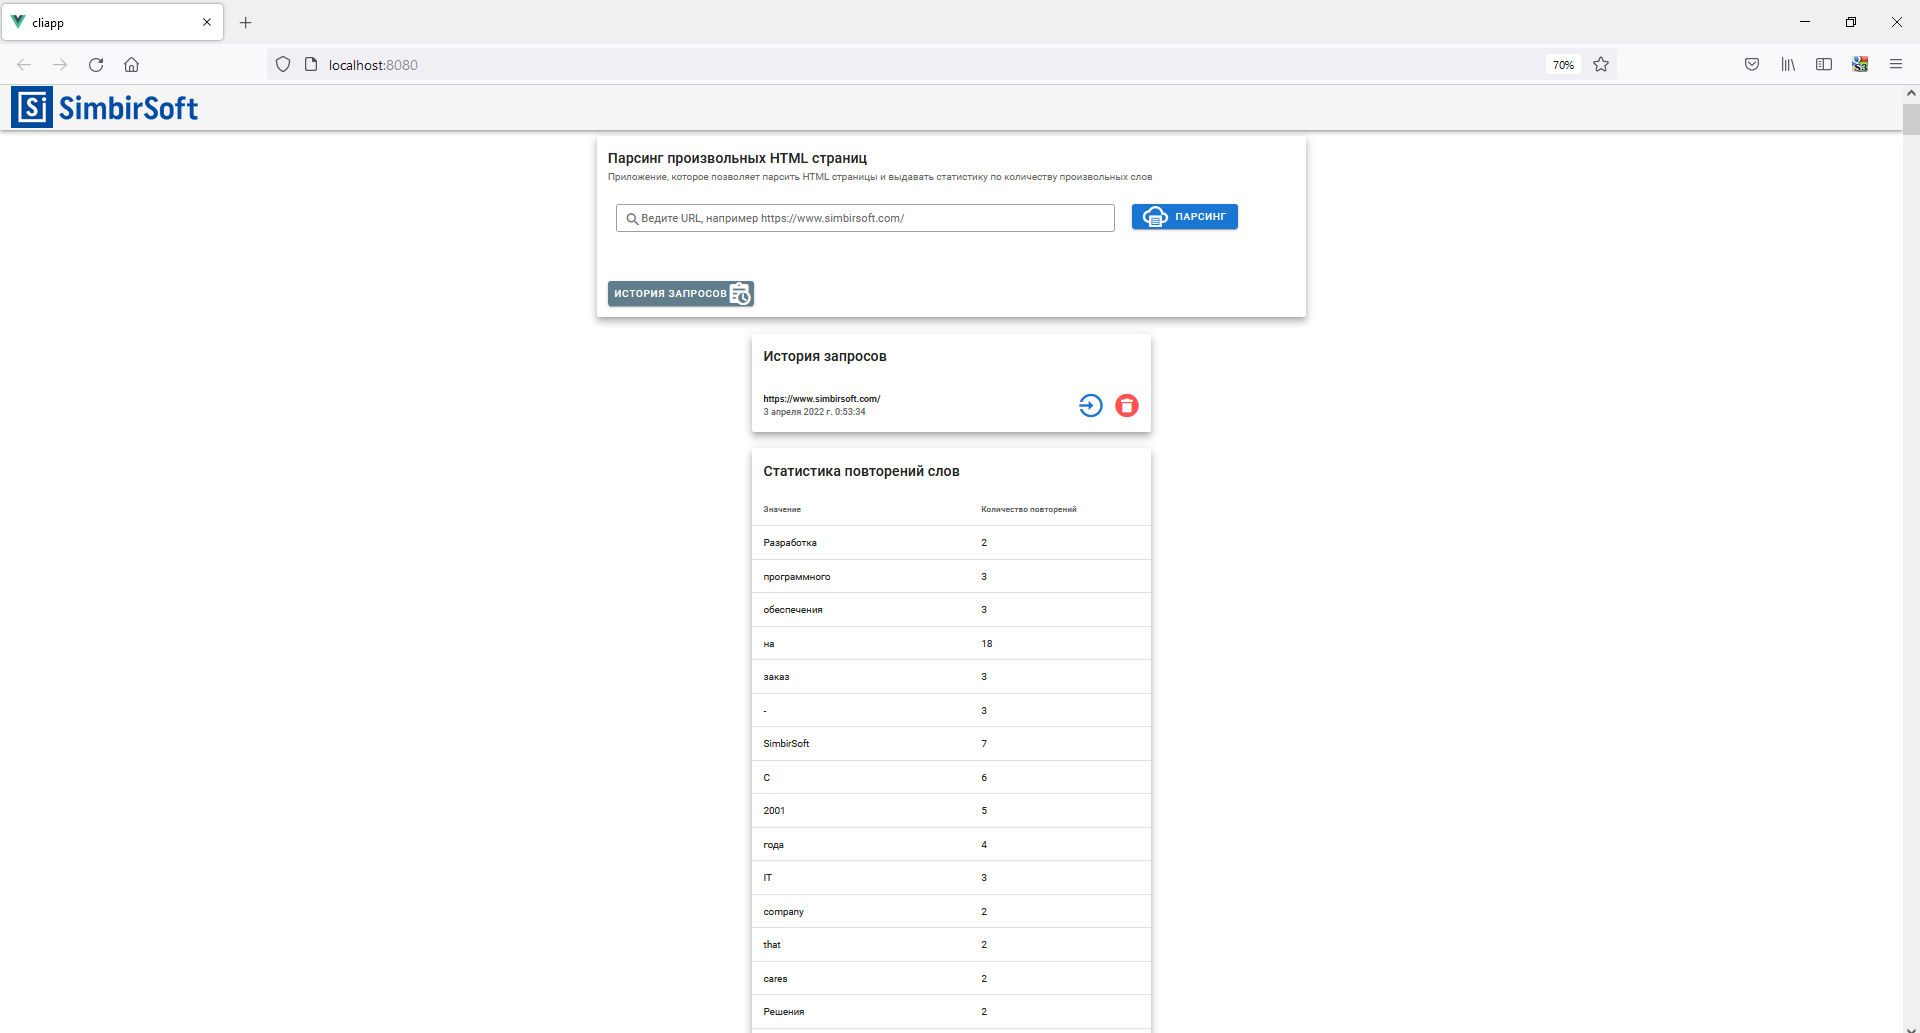 cliapp
localhost:8080
70%
Si SimbirSoft
Парсинг произвольных HTML страниц
Приложение, которое позволяет парсить HTML страницы и выдавать статистику по количеству произвольных слов
Ведите URL, например https://www.simbirsoft.com/
ПАРСИНГ
ИСТОРИЯ ЗАПРОСОВ
История запросов
https://www.simbirsoft.com/
3 апреля 2022 г. 0:53:34
Статистика повторений слов
Значение Количество повторений
Разработка 2
программного 3
обеспечения 3
на 18
заказ 3
- 3
SimbirSoft 7
С 6
2001 5
года 4
IT 3
company 2
that 2
cares 2
Решения 2